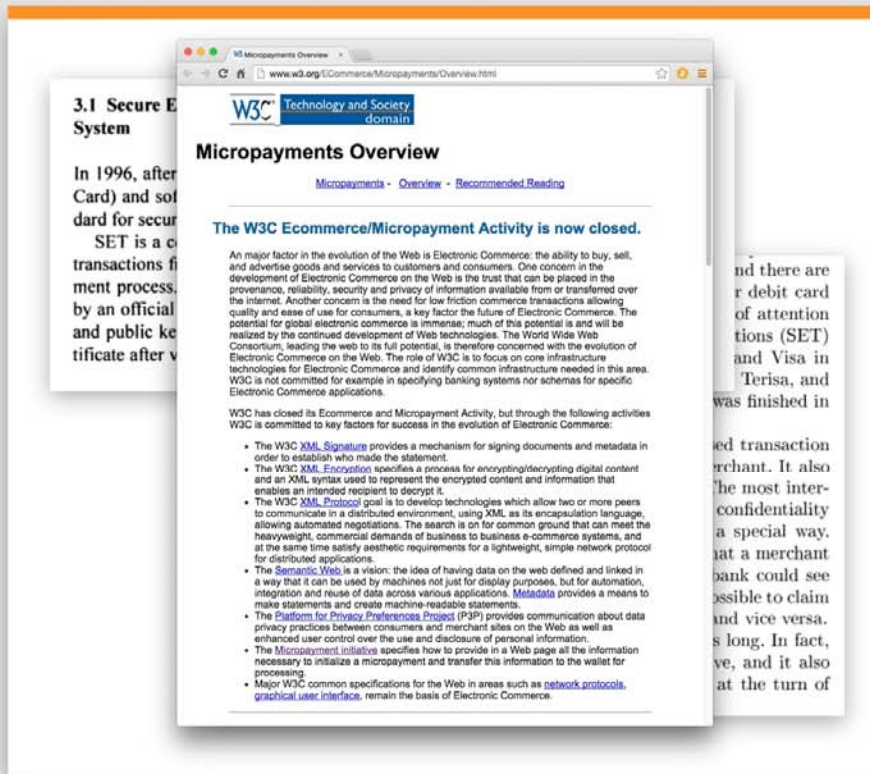 Micropayments Overview
www.w3.org/ECommerce/Micropayments/Overview.html
W3C Technology and Society
domain
Micropayments Overview
Micropayments - Overview - Recommended Reading
The W3C Ecommerce/Micropayment Activity is now closed.
An major factor in the evolution of the Web is Electronic Commerce: the ability to buy, sell,
and advertise goods and services to customers and consumers. One concern in the
development of Electronic Commerce on the Web is the trust that can be placed in the
provenance, reliability, security and privacy of information available from or transferred over
the internet. Another concern is the need for low friction commerce transactions allowing
quality and ease of use for consumers, a key factor the future of Electronic Commerce. The
potential for global electronic commerce is immense; much of this potential is and will be
realized by the continued development of Web technologies. The World Wide Web
Consortium, leading the web to its full potential, is therefore concerned with the evolution of
Electronic Commerce on the Web. The role of W3C is to focus on core infrastructure
technologies for Electronic Commerce and identify common infrastructure needed in this area.
W3C is not committed for example in specifying banking systems nor schemas for specific
Electronic Commerce applications.
W3C has closed its Ecommerce and Micropayment Activity, but through the following activities
W3C is committed to key factors for success in the evolution of Electronic Commerce:
• The W3C XML Signature provides a mechanism for signing documents and metadata in
order to establish who made the statement.
• The W3C XML Encryption specifies a process for encrypting/decrypting digital content
and an XML syntax used to represent the encrypted content and information that
enables an intended recipient to decrypt it.
• The W3C XML Protocol goal is to develop technologies which allow two or more peers
to communicate in a distributed environment, using XML as its encapsulation language,
allowing automated negotiations. The search is on for common ground that can meet the
heavyweight, commercial demands of business to business e-commerce systems, and
at the same time satisfy aesthetic requirements for a lightweight, simple network protocol
for distributed applications.
• The Semantic Web is a vision: the idea of having data on the web defined and linked in
a way that it can be used by machines not just for display purposes, but for automation,
integration and reuse of data across various applications. Metadata provides a means to
make statements and create machine-readable statements.
• The Platform for Privacy Preferences Project (P3P) provides communication about data
privacy practices between consumers and merchant sites on the Web as well as
enhanced user control over the use and disclosure of personal information.
• The Micropayment initiative specifies how to provide in a Web page all the information
necessary to initialize a micropayment and transfer this information to the wallet for
processing.
• Major W3C common specifications for the Web in areas such as network protocols,
graphical user interface, remain the basis of Electronic Commerce.
3.1 Secure E
System
In 1996, after
Card) and sof
dard for secur
SET is a c
transactions fi
ment process.
by an official
and public ke
tificate after v
nd there are
r debit card
of attention
tions (SET)
and Visa in
Terisa, and
was finished in
ed transaction
rchant. It also
he most inter-
confidentiality
a special way.
at a merchant
bank could see
ossible to claim
and vice versa.
s long. In fact,
ve, and it also
at the turn of